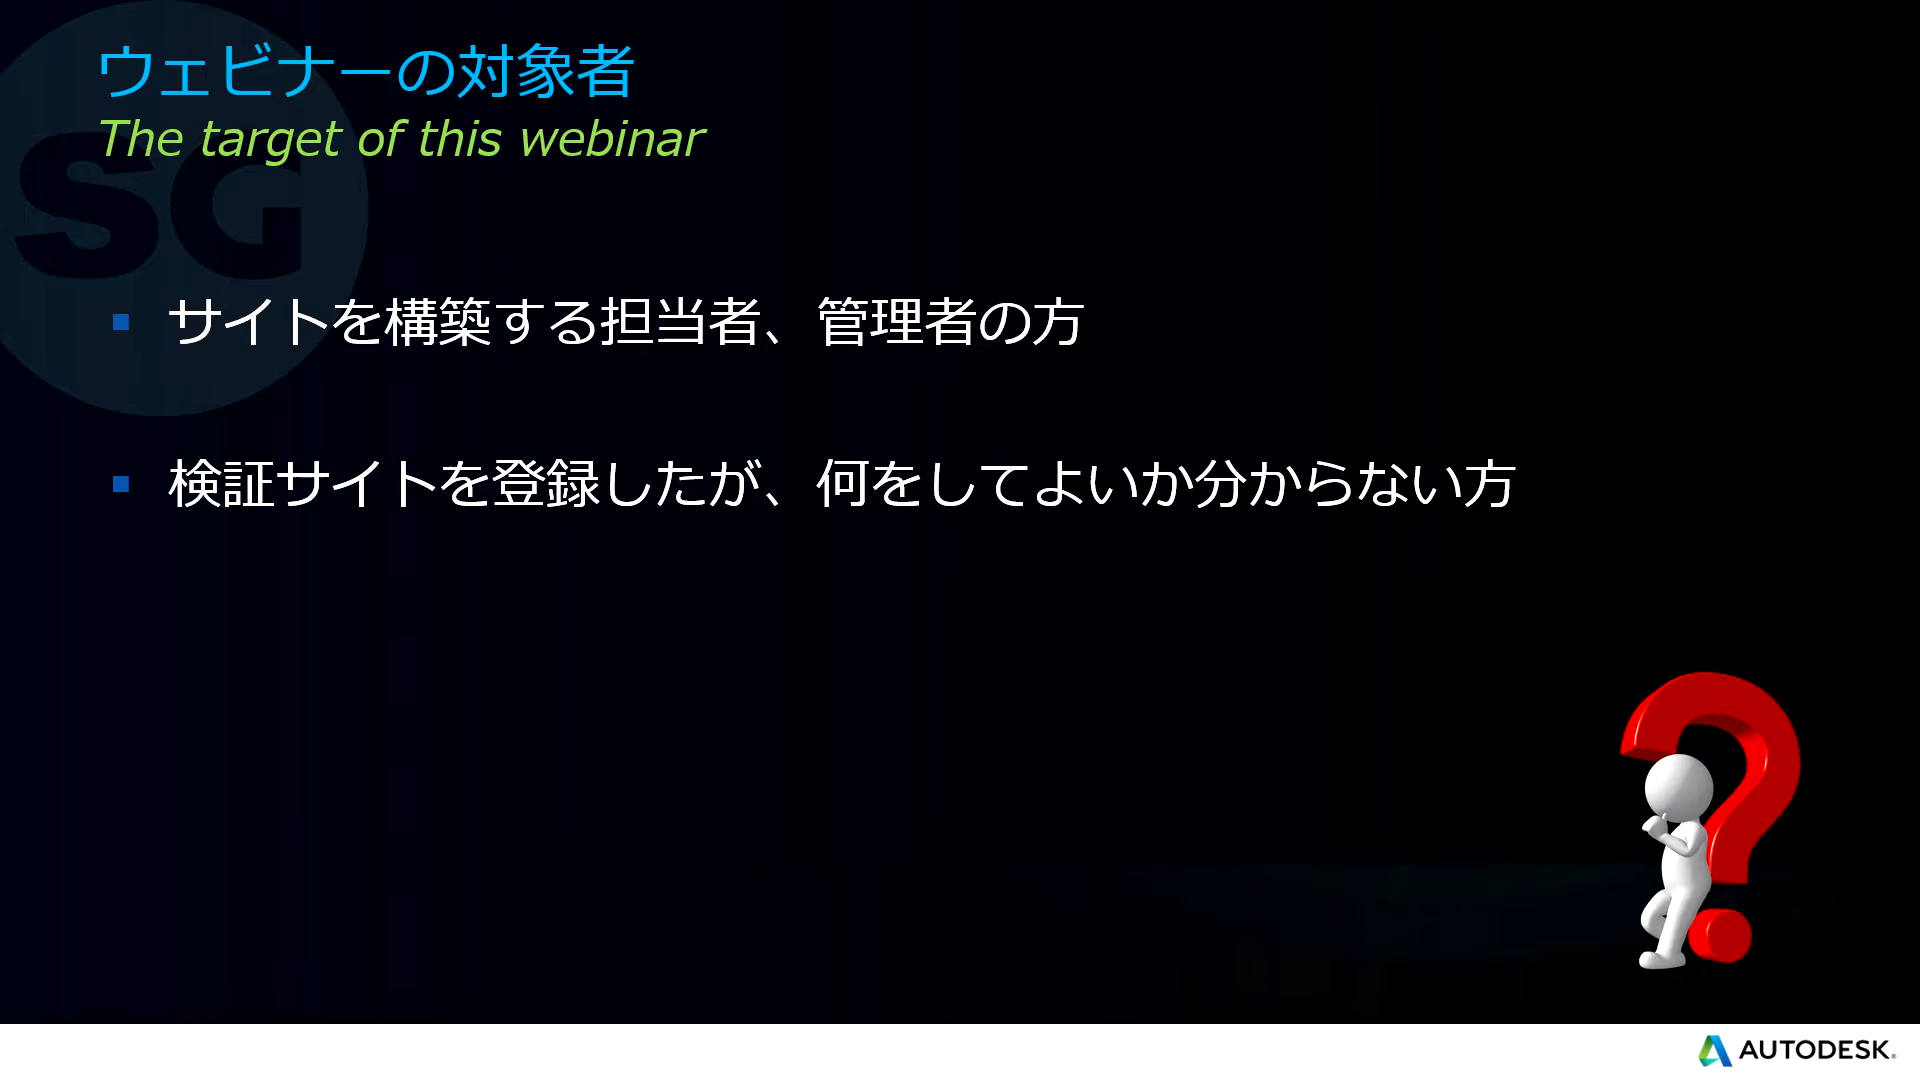 ウェビナーの対象者
The target of this webinar
SG
サイトを構築する担当者、管理者の方
検証サイトを登録したが、何をしてよいか分からない方
?
AUTODESK®